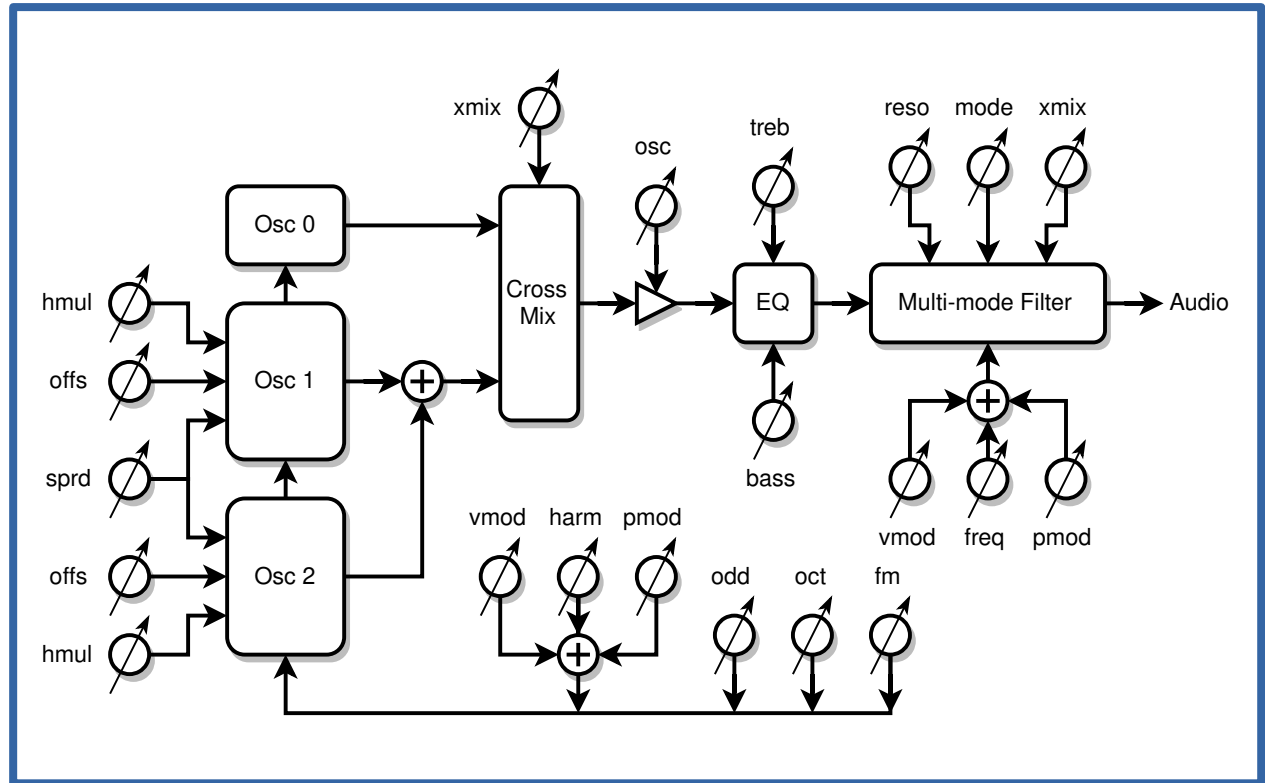 xmix
reso mode xmix
treb
osc
Osc 0
hmul
Cross
Mix
EQ
Multi-mode Filter
Audio
offs
Osc 1
+
+
sprd
bass
vmod harm pmod
vmod freq pmod
offs
Osc 2
odd oct fm
hmul
+